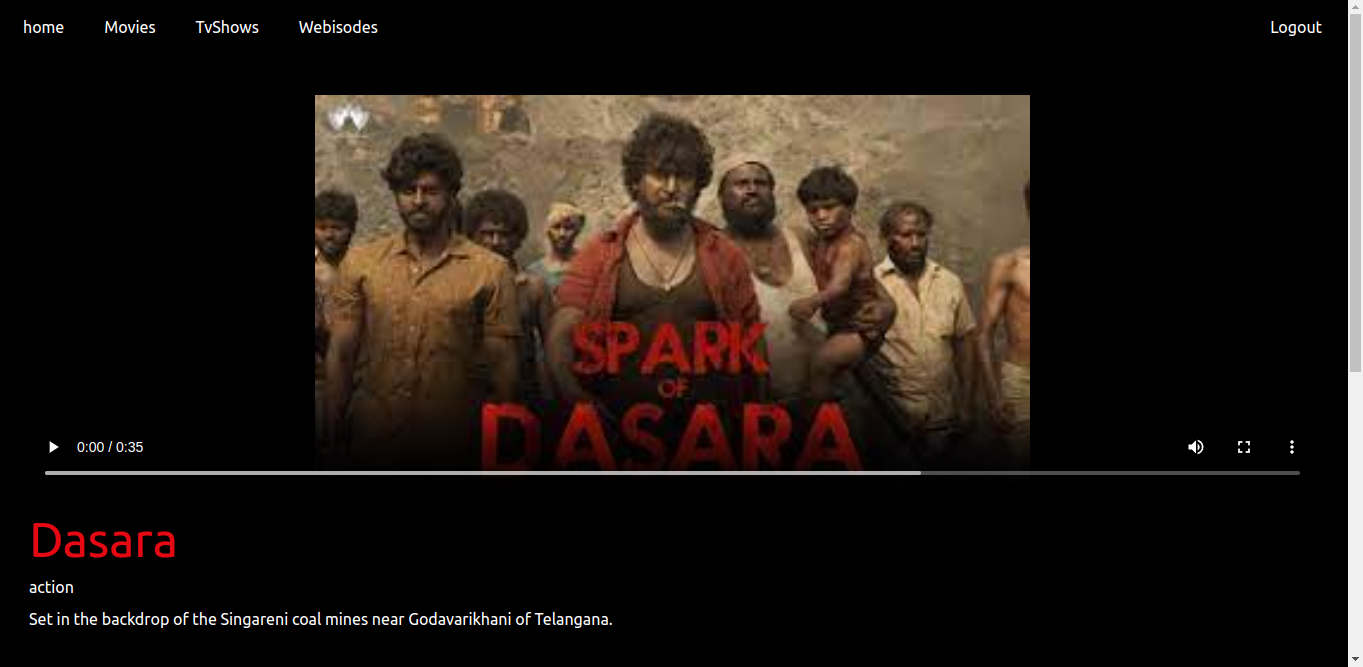 home Movies TvShows Webisodes Logout
SPARK
OF
DASARA
0:00 / 0:35
Dasara
action
Set in the backdrop of the Singareni coal mines near Godavarikhani of Telangana.